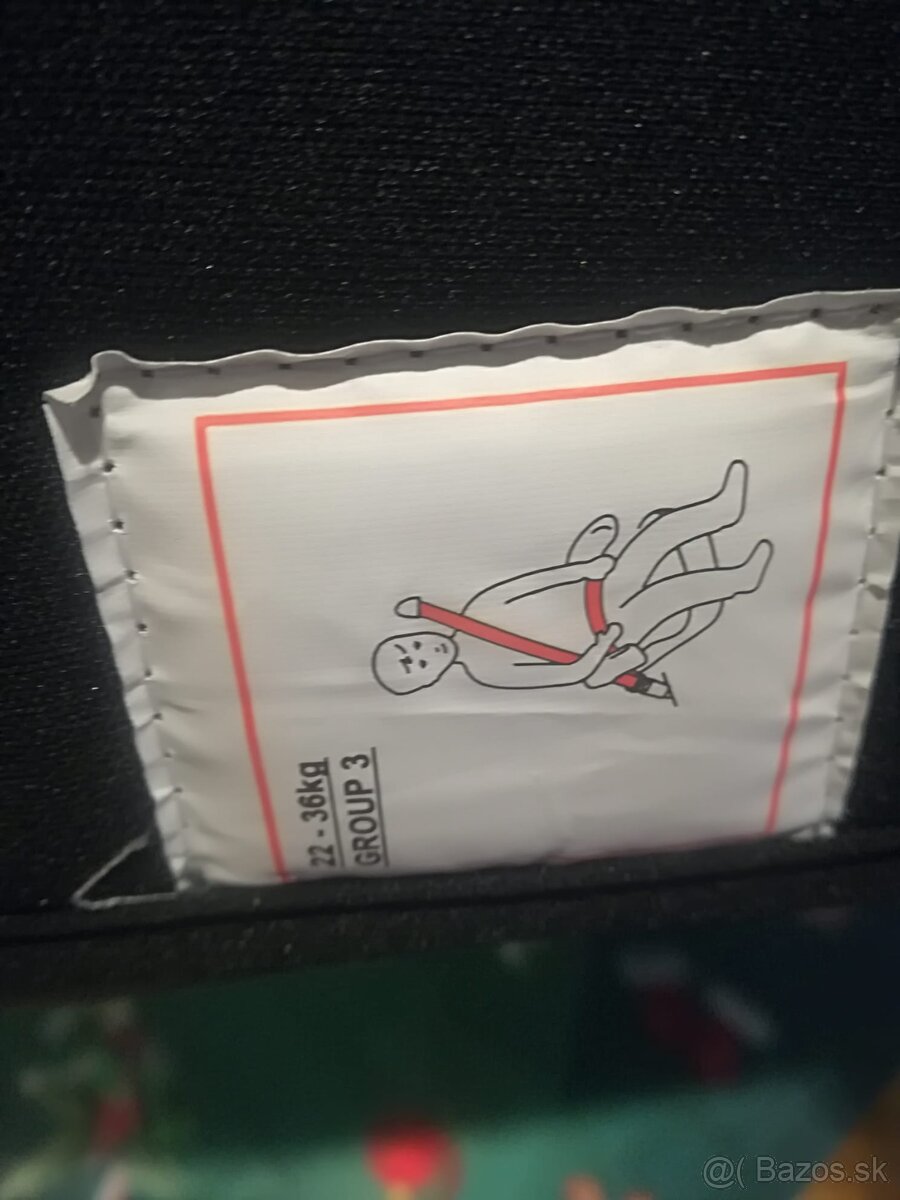 22 - 36kg
GROUP 3
@( Bazos.sk